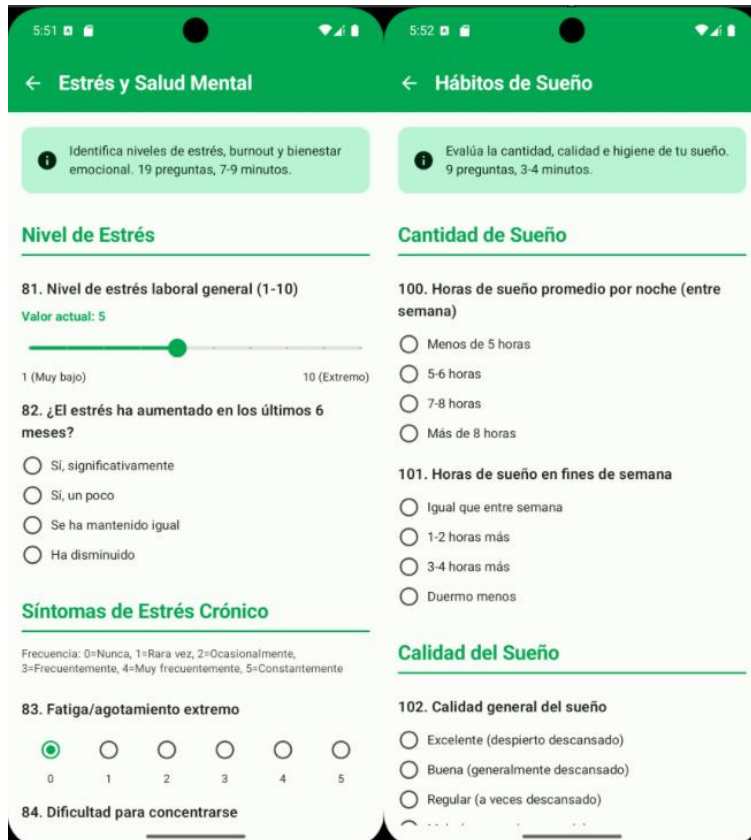 5:51
Estrés y Salud Mental
Identifica niveles de estrés, burnout y bienestar
emocional. 19 preguntas, 7-9 minutos.
Nivel de Estrés
81. Nivel de estrés laboral general (1-10)
Valor actual: 5
1 (Muy bajo)
10 (Extremo)
82. ¿El estrés ha aumentado en los últimos 6
meses?
Sí, significativamente
Sí, un poco
Se ha mantenido igual
Ha disminuido
Síntomas de Estrés Crónico
Frecuencia: 0=Nunca, 1=Rara vez, 2=Ocasionalmente,
3=Frecuentemente, 4=Muy frecuentemente, 5=Constantemente
83. Fatiga/agotamiento extremo
0 1 2 3 4 5
84. Dificultad para concentrarse
5:52
Hábitos de Sueño
Evalúa la cantidad, calidad e higiene de tu sueño.
9 preguntas, 3-4 minutos.
Cantidad de Sueño
100. Horas de sueño promedio por noche (entre
semana)
Menos de 5 horas
5-6 horas
7-8 horas
Más de 8 horas
101. Horas de sueño en fines de semana
Igual que entre semana
1-2 horas más
3-4 horas más
Duermo menos
Calidad del Sueño
102. Calidad general del sueño
Excelente (despierto descansado)
Buena (generalmente descansado)
Regular (a veces descansado)